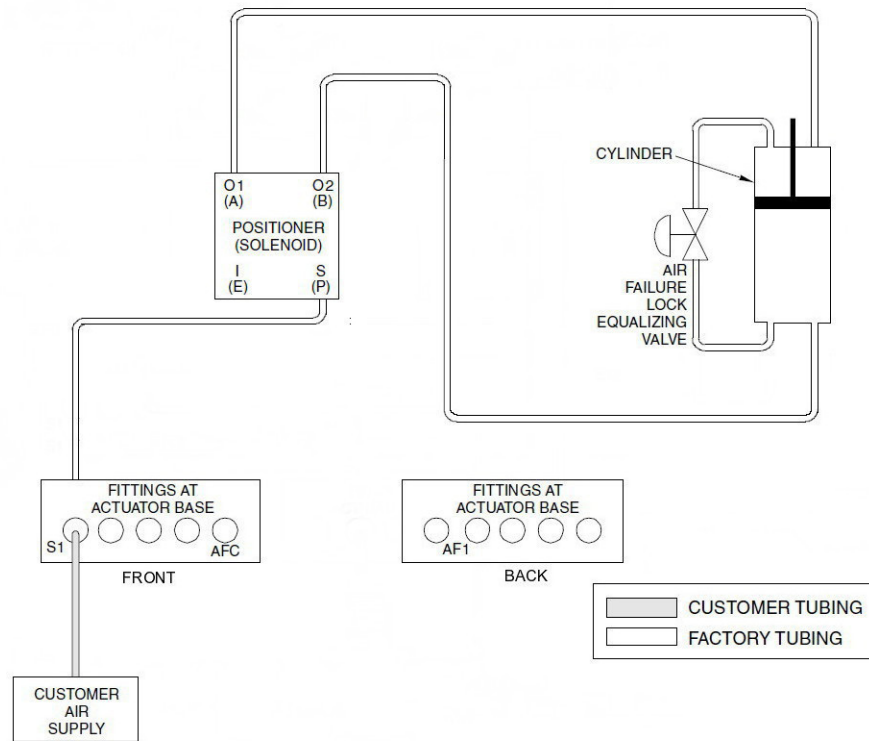 O1
(A)
O2
(B)
POSITIONER
(SOLENOID)
I
(E)
S
(P)
CYLINDER
AIR
FAILURE
LOCK
EQUALIZING
VALVE
FITTINGS AT
ACTUATOR BASE
S1
AFC
FRONT
FITTINGS AT
ACTUATOR BASE
AF1
BACK
CUSTOMER TUBING
FACTORY TUBING
CUSTOMER
AIR
SUPPLY